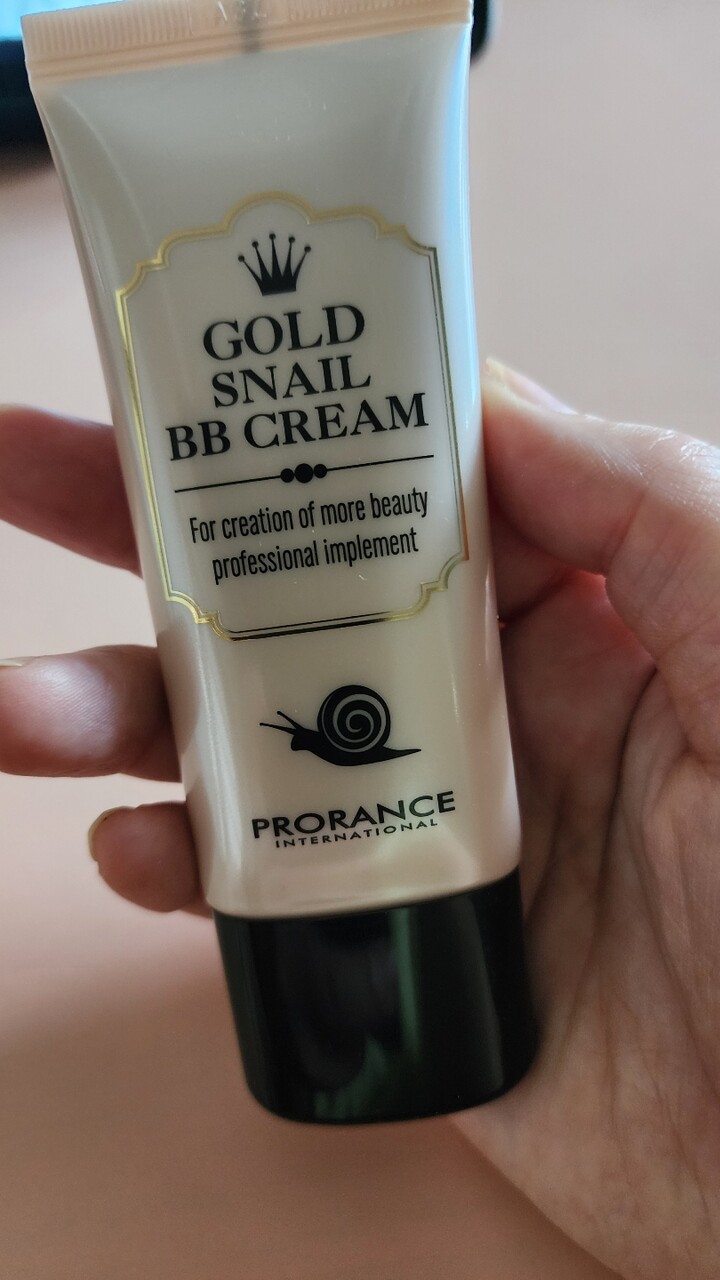 GOLD
SNAIL
BB CREAM
For creation of more beauty
professional implement
PRORANCE
INTERNATIONAL